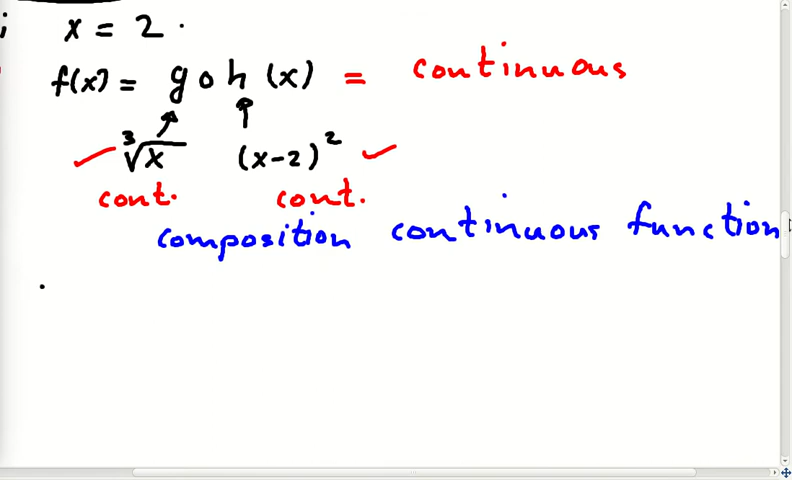 ; x = 2 .
f(x) = g o h (x) = continuous
∛x (x-2)²
cont. cont.
composition continuous function